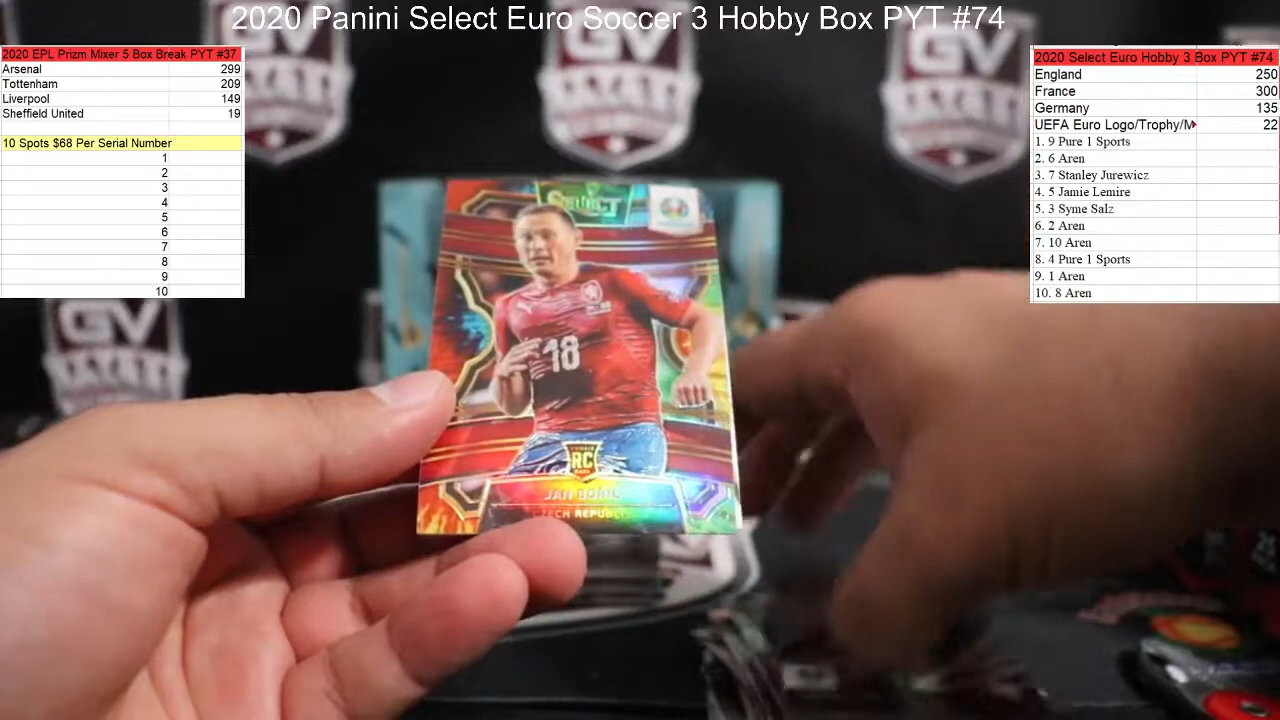 2020 Panini Select Euro Soccer 3 Hobby Box PYT #74
2020 EPL Prizm Mixer 5 Box Break PYT #37
Arsenal 299
Tottenham 209
Liverpool 149
Sheffield United 19
10 Spots $68 Per Serial Number
1
2
3
4
5
6
7
8
9
10
2020 Select Euro Hobby 3 Box PYT #74
England 250
France 300
Germany 135
UEFA Euro Logo/Trophy/M 22
1. 9 Pure 1 Sports
2. 6 Aren
3. 7 Stanley Jurewicz
4. 5 Jamie Lemire
5. 3 Syme Salz
6. 2 Aren
7. 10 Aren
8. 4 Pure 1 Sports
9. 1 Aren
10. 8 Aren
GV
GV
GV
GV
SELECT
18
RC
JAN
CZECH REPUBLIC